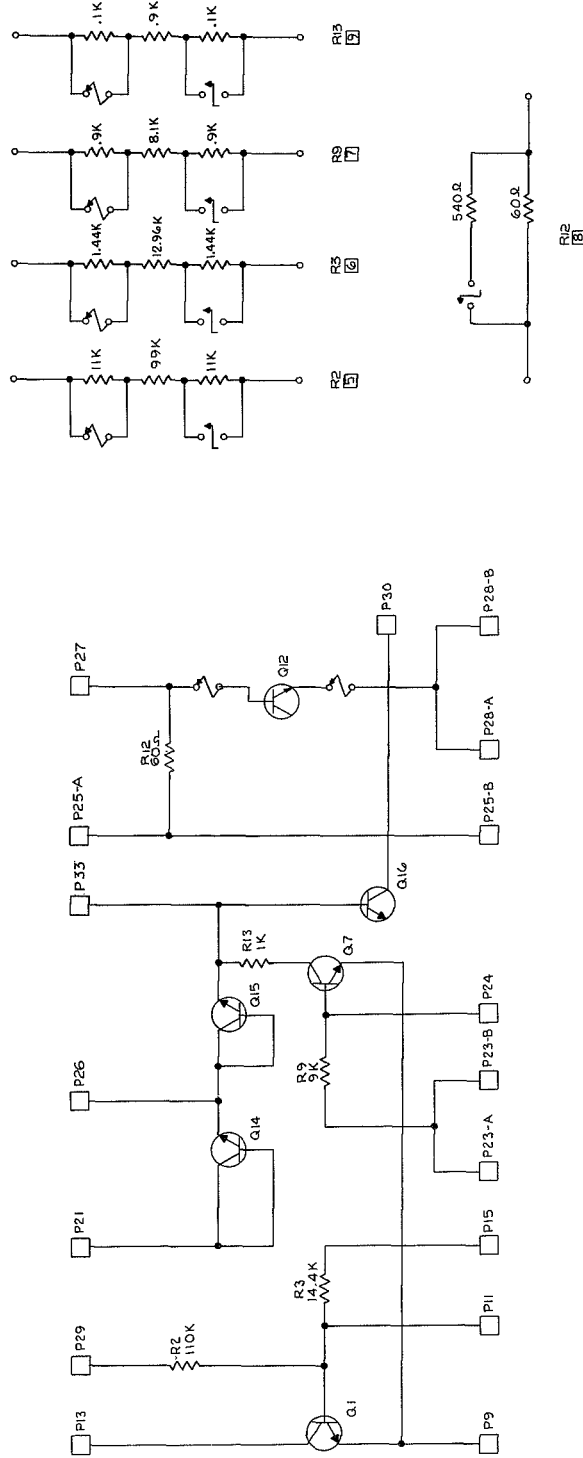 P13
P29
P21
P26
P33
P25-A
P27
R2
110K
Q14
Q15
R12
60Ω
Q12
R13
1K
Q1
R3
14.4K
R9
9K
Q7
Q16
P30
P9
P11
P15
P23-A
P23-B
P24
P25-B
P28-A
P28-B
11K
99K
11K
R2
5
1.44K
12.96K
1.44K
R3
6
.9K
8.1K
.9K
R9
7
.1K
.9K
.1K
R13
9
540Ω
60Ω
R12
8